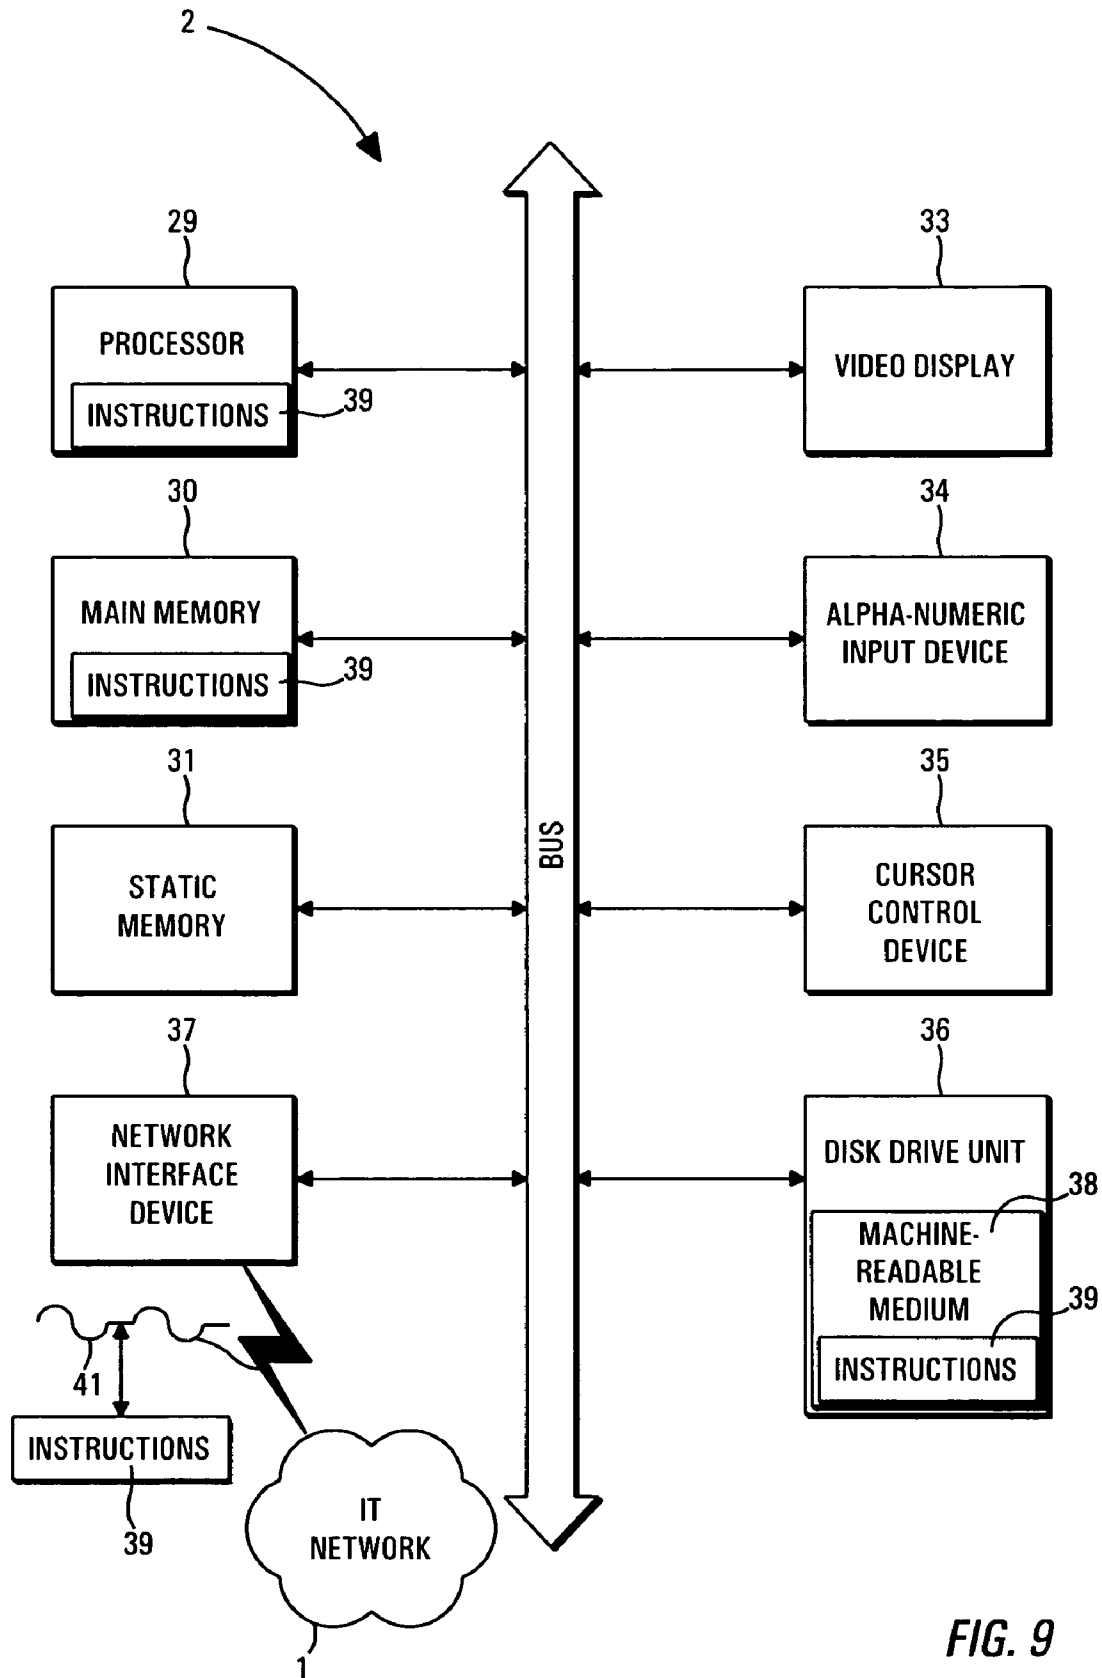 2
29
PROCESSOR
INSTRUCTIONS
39
30
MAIN MEMORY
INSTRUCTIONS
39
31
STATIC
MEMORY
37
NETWORK
INTERFACE
DEVICE
41
INSTRUCTIONS
39
IT
NETWORK
1
BUS
33
VIDEO DISPLAY
34
ALPHA-NUMERIC
INPUT DEVICE
35
CURSOR
CONTROL
DEVICE
36
DISK DRIVE UNIT
38
MACHINE-
READABLE
MEDIUM
39
INSTRUCTIONS
FIG. 9